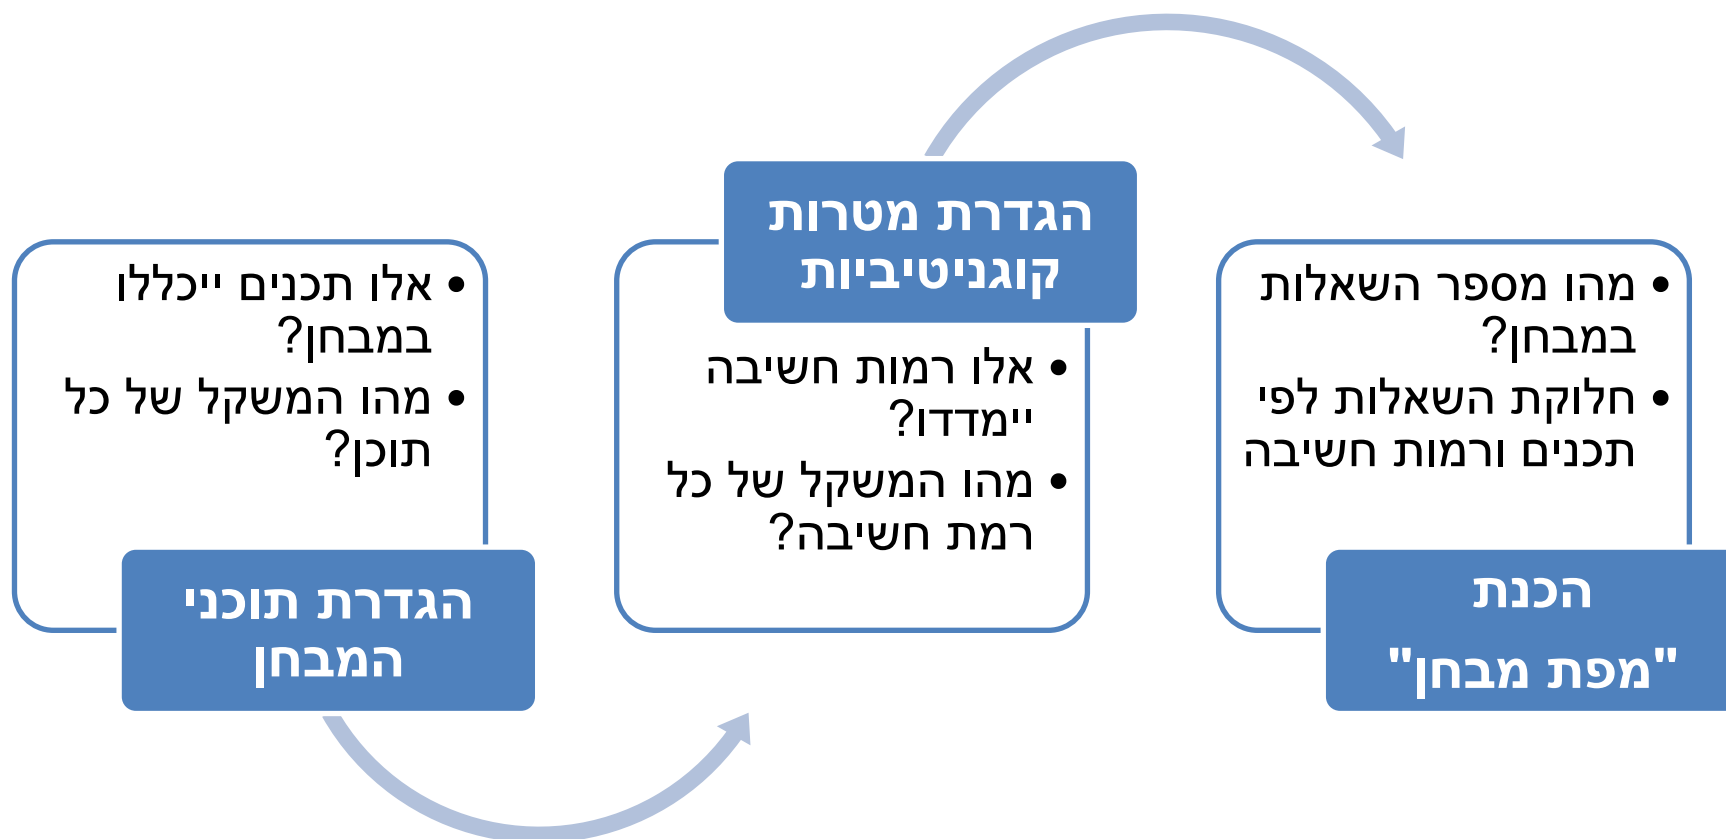 • אלו תכנים ייכללו
במבחן?
• מהו המשקל של כל
תוכן?
הגדרת תוכני
המבחן
הגדרת מטרות
קוגניטיביות
• אלו רמות חשיבה
יימדדו?
• מהו המשקל של כל
רמת חשיבה?
• מהו מספר השאלות
במבחן?
• חלוקת השאלות לפי
תכנים ורמות חשיבה
הכנת
"מפת מבחן"